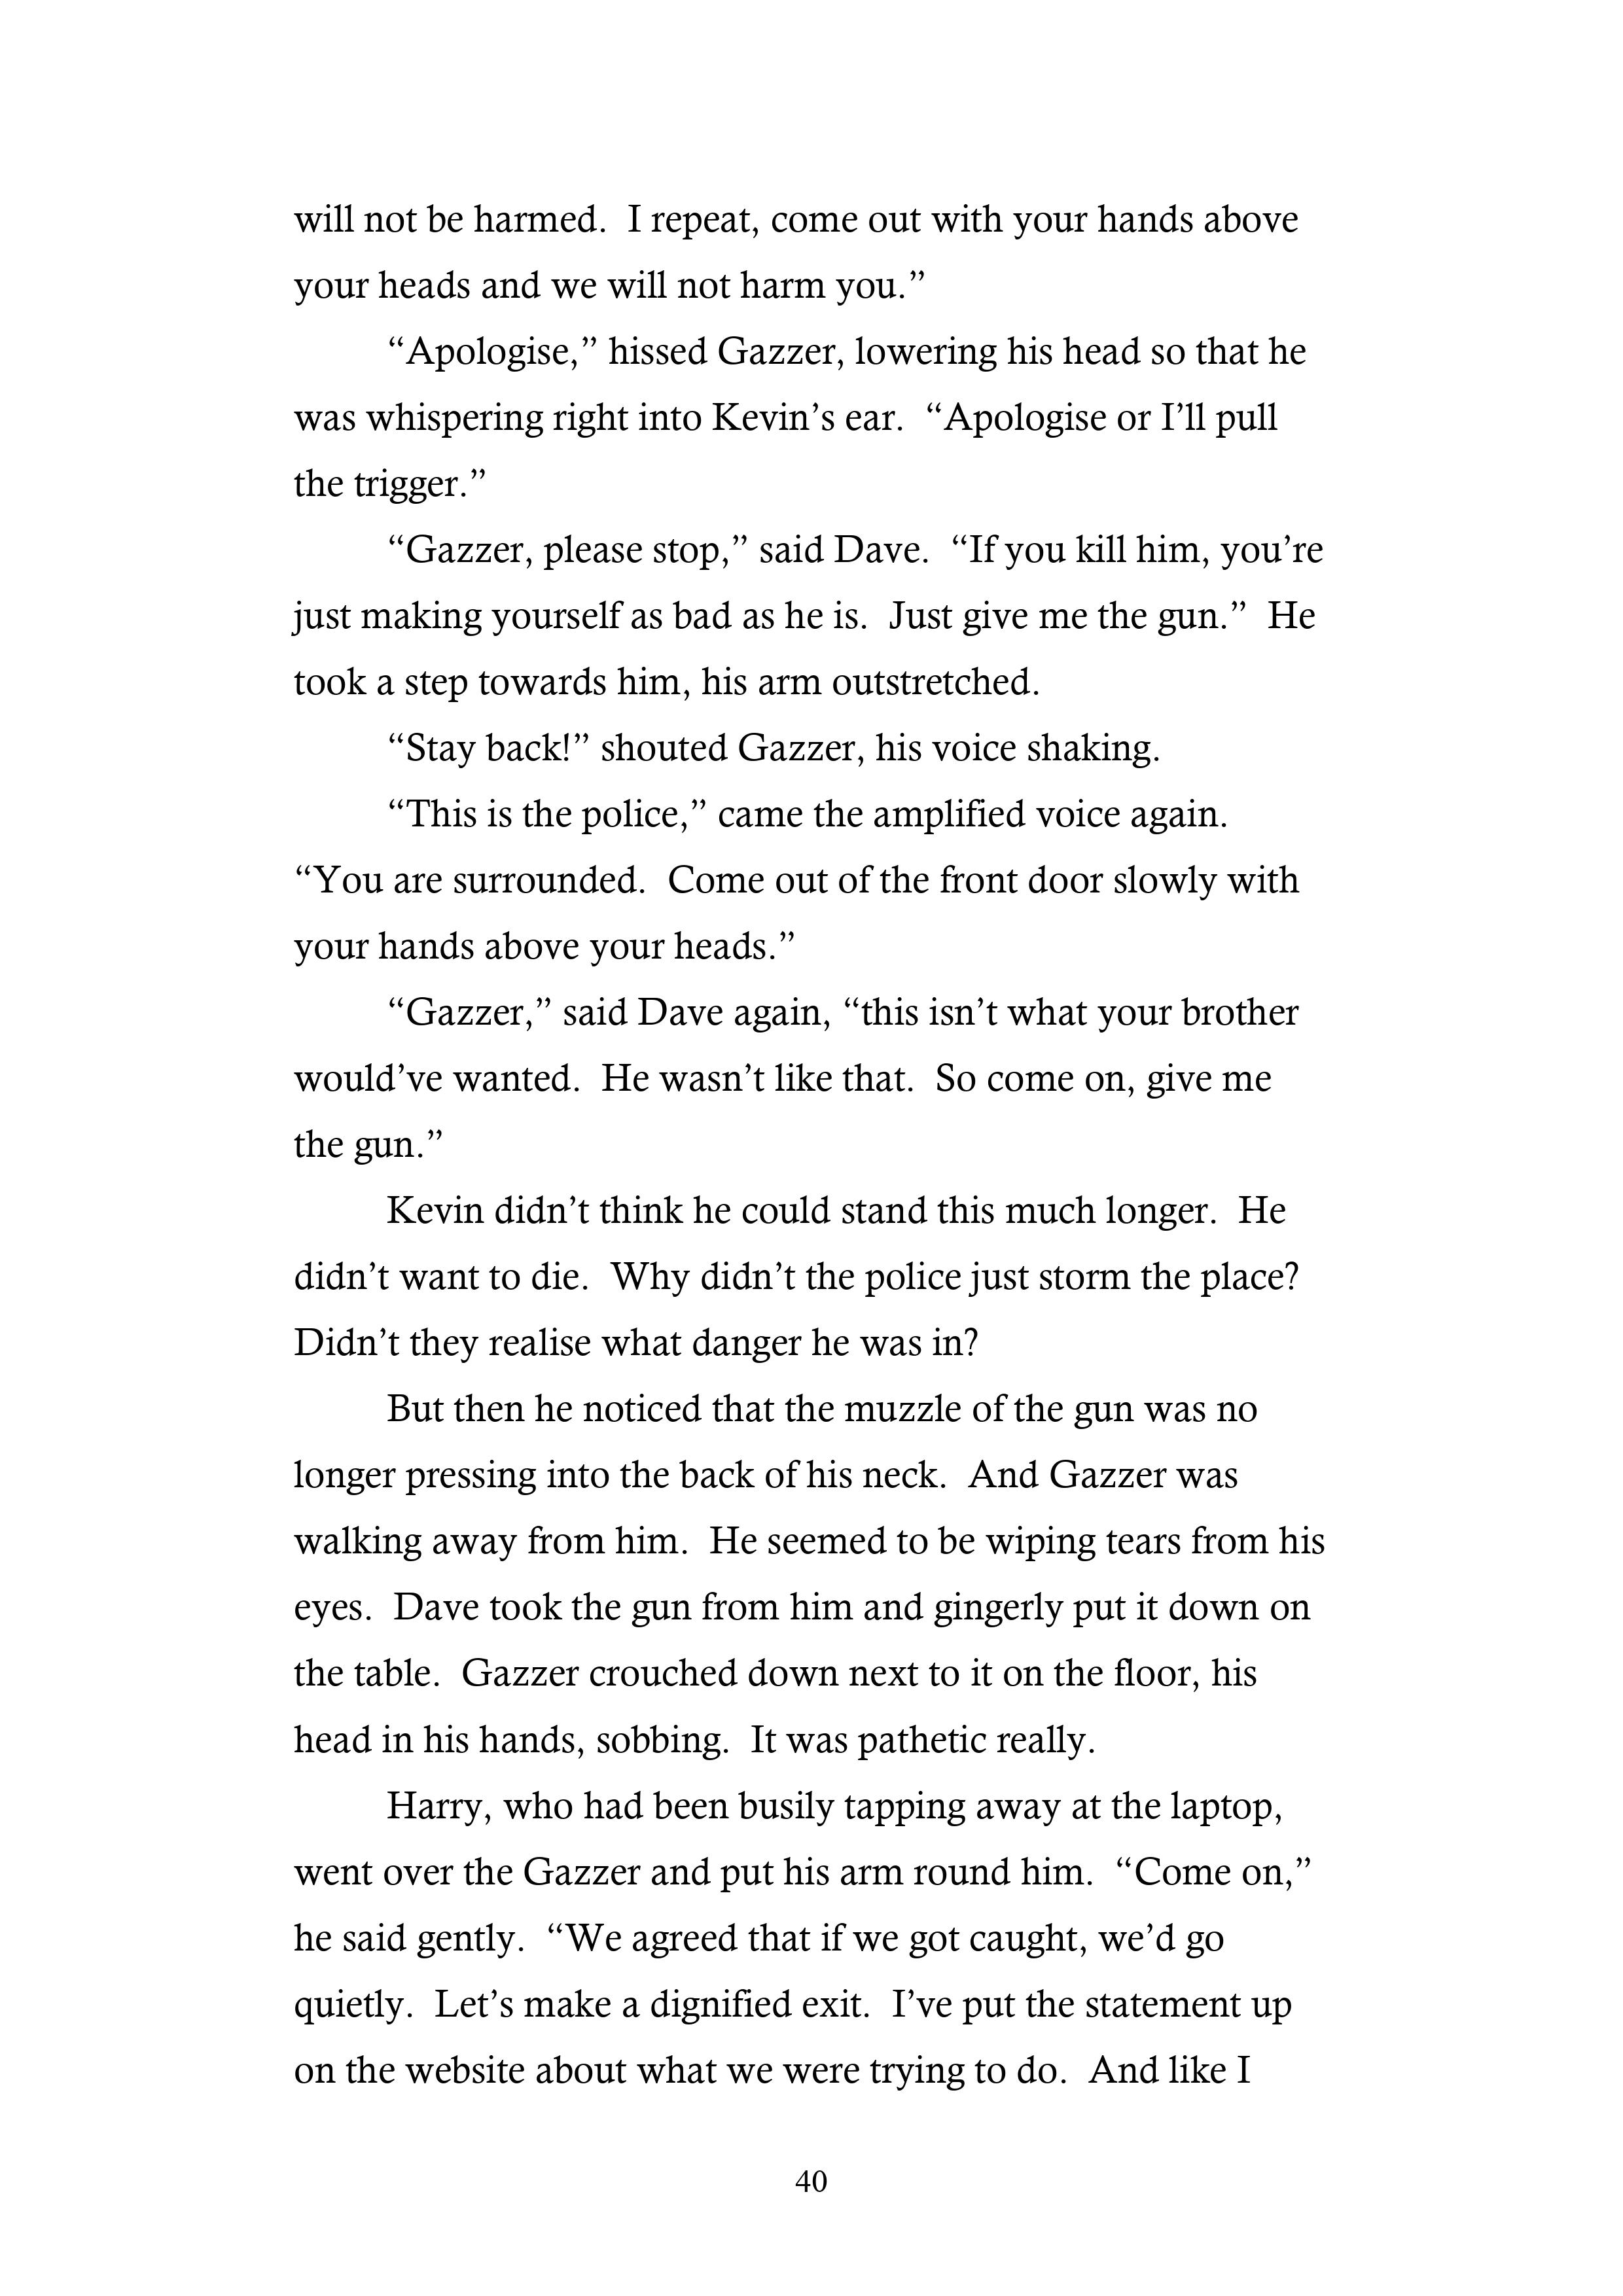 will not be harmed.  I repeat, come out with your hands above
your heads and we will not harm you.”
“Apologise,” hissed Gazzer, lowering his head so that he
was whispering right into Kevin’s ear.  “Apologise or I’ll pull
the trigger.”
“Gazzer, please stop,” said Dave.  “If you kill him, you’re
just making yourself as bad as he is.  Just give me the gun.”  He
took a step towards him, his arm outstretched.
“Stay back!” shouted Gazzer, his voice shaking.
“This is the police,” came the amplified voice again.
“You are surrounded.  Come out of the front door slowly with
your hands above your heads.”
“Gazzer,” said Dave again, “this isn’t what your brother
would’ve wanted.  He wasn’t like that.  So come on, give me
the gun.”
Kevin didn’t think he could stand this much longer.  He
didn’t want to die.  Why didn’t the police just storm the place?
Didn’t they realise what danger he was in?
But then he noticed that the muzzle of the gun was no
longer pressing into the back of his neck.  And Gazzer was
walking away from him.  He seemed to be wiping tears from his
eyes.  Dave took the gun from him and gingerly put it down on
the table.  Gazzer crouched down next to it on the floor, his
head in his hands, sobbing.  It was pathetic really.
Harry, who had been busily tapping away at the laptop,
went over the Gazzer and put his arm round him.  “Come on,”
he said gently.  “We agreed that if we got caught, we’d go
quietly.  Let’s make a dignified exit.  I’ve put the statement up
on the website about what we were trying to do.  And like I
40